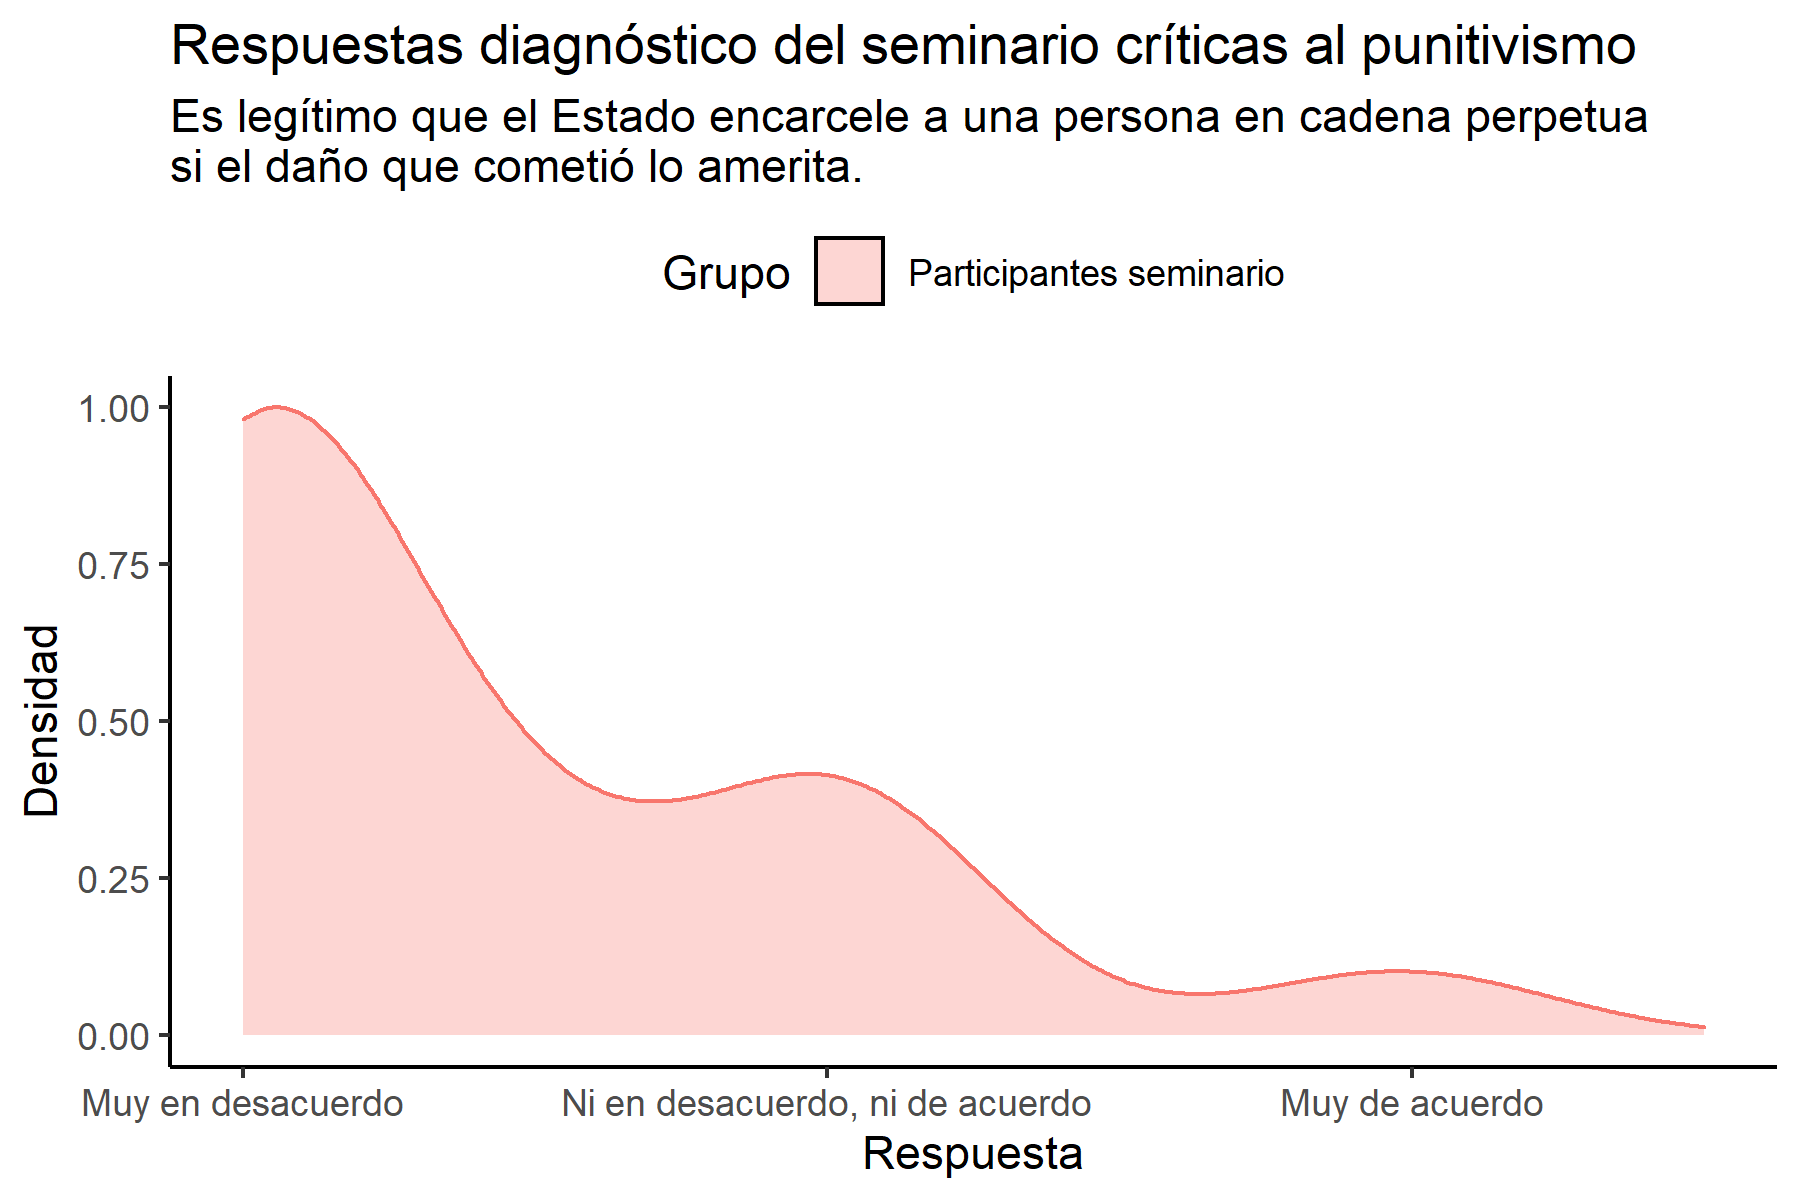 Respuestas diagnóstico del seminario críticas al punitivismo
Es legítimo que el Estado encarcele a una persona en cadena perpetua
si el daño que cometió lo amerita.
Grupo
Participantes seminario
Densidad
1.00
0.75
0.50
0.25
0.00
Muy en desacuerdo
Ni en desacuerdo, ni de acuerdo
Muy de acuerdo
Respuesta